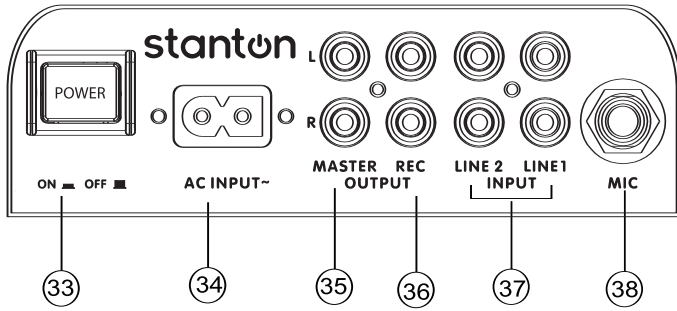 stanton
POWER
L
R
ON OFF
AC INPUT~
MASTER REC
OUTPUT
LINE 2 LINE1
INPUT
MIC
33 34 35 36 37 38